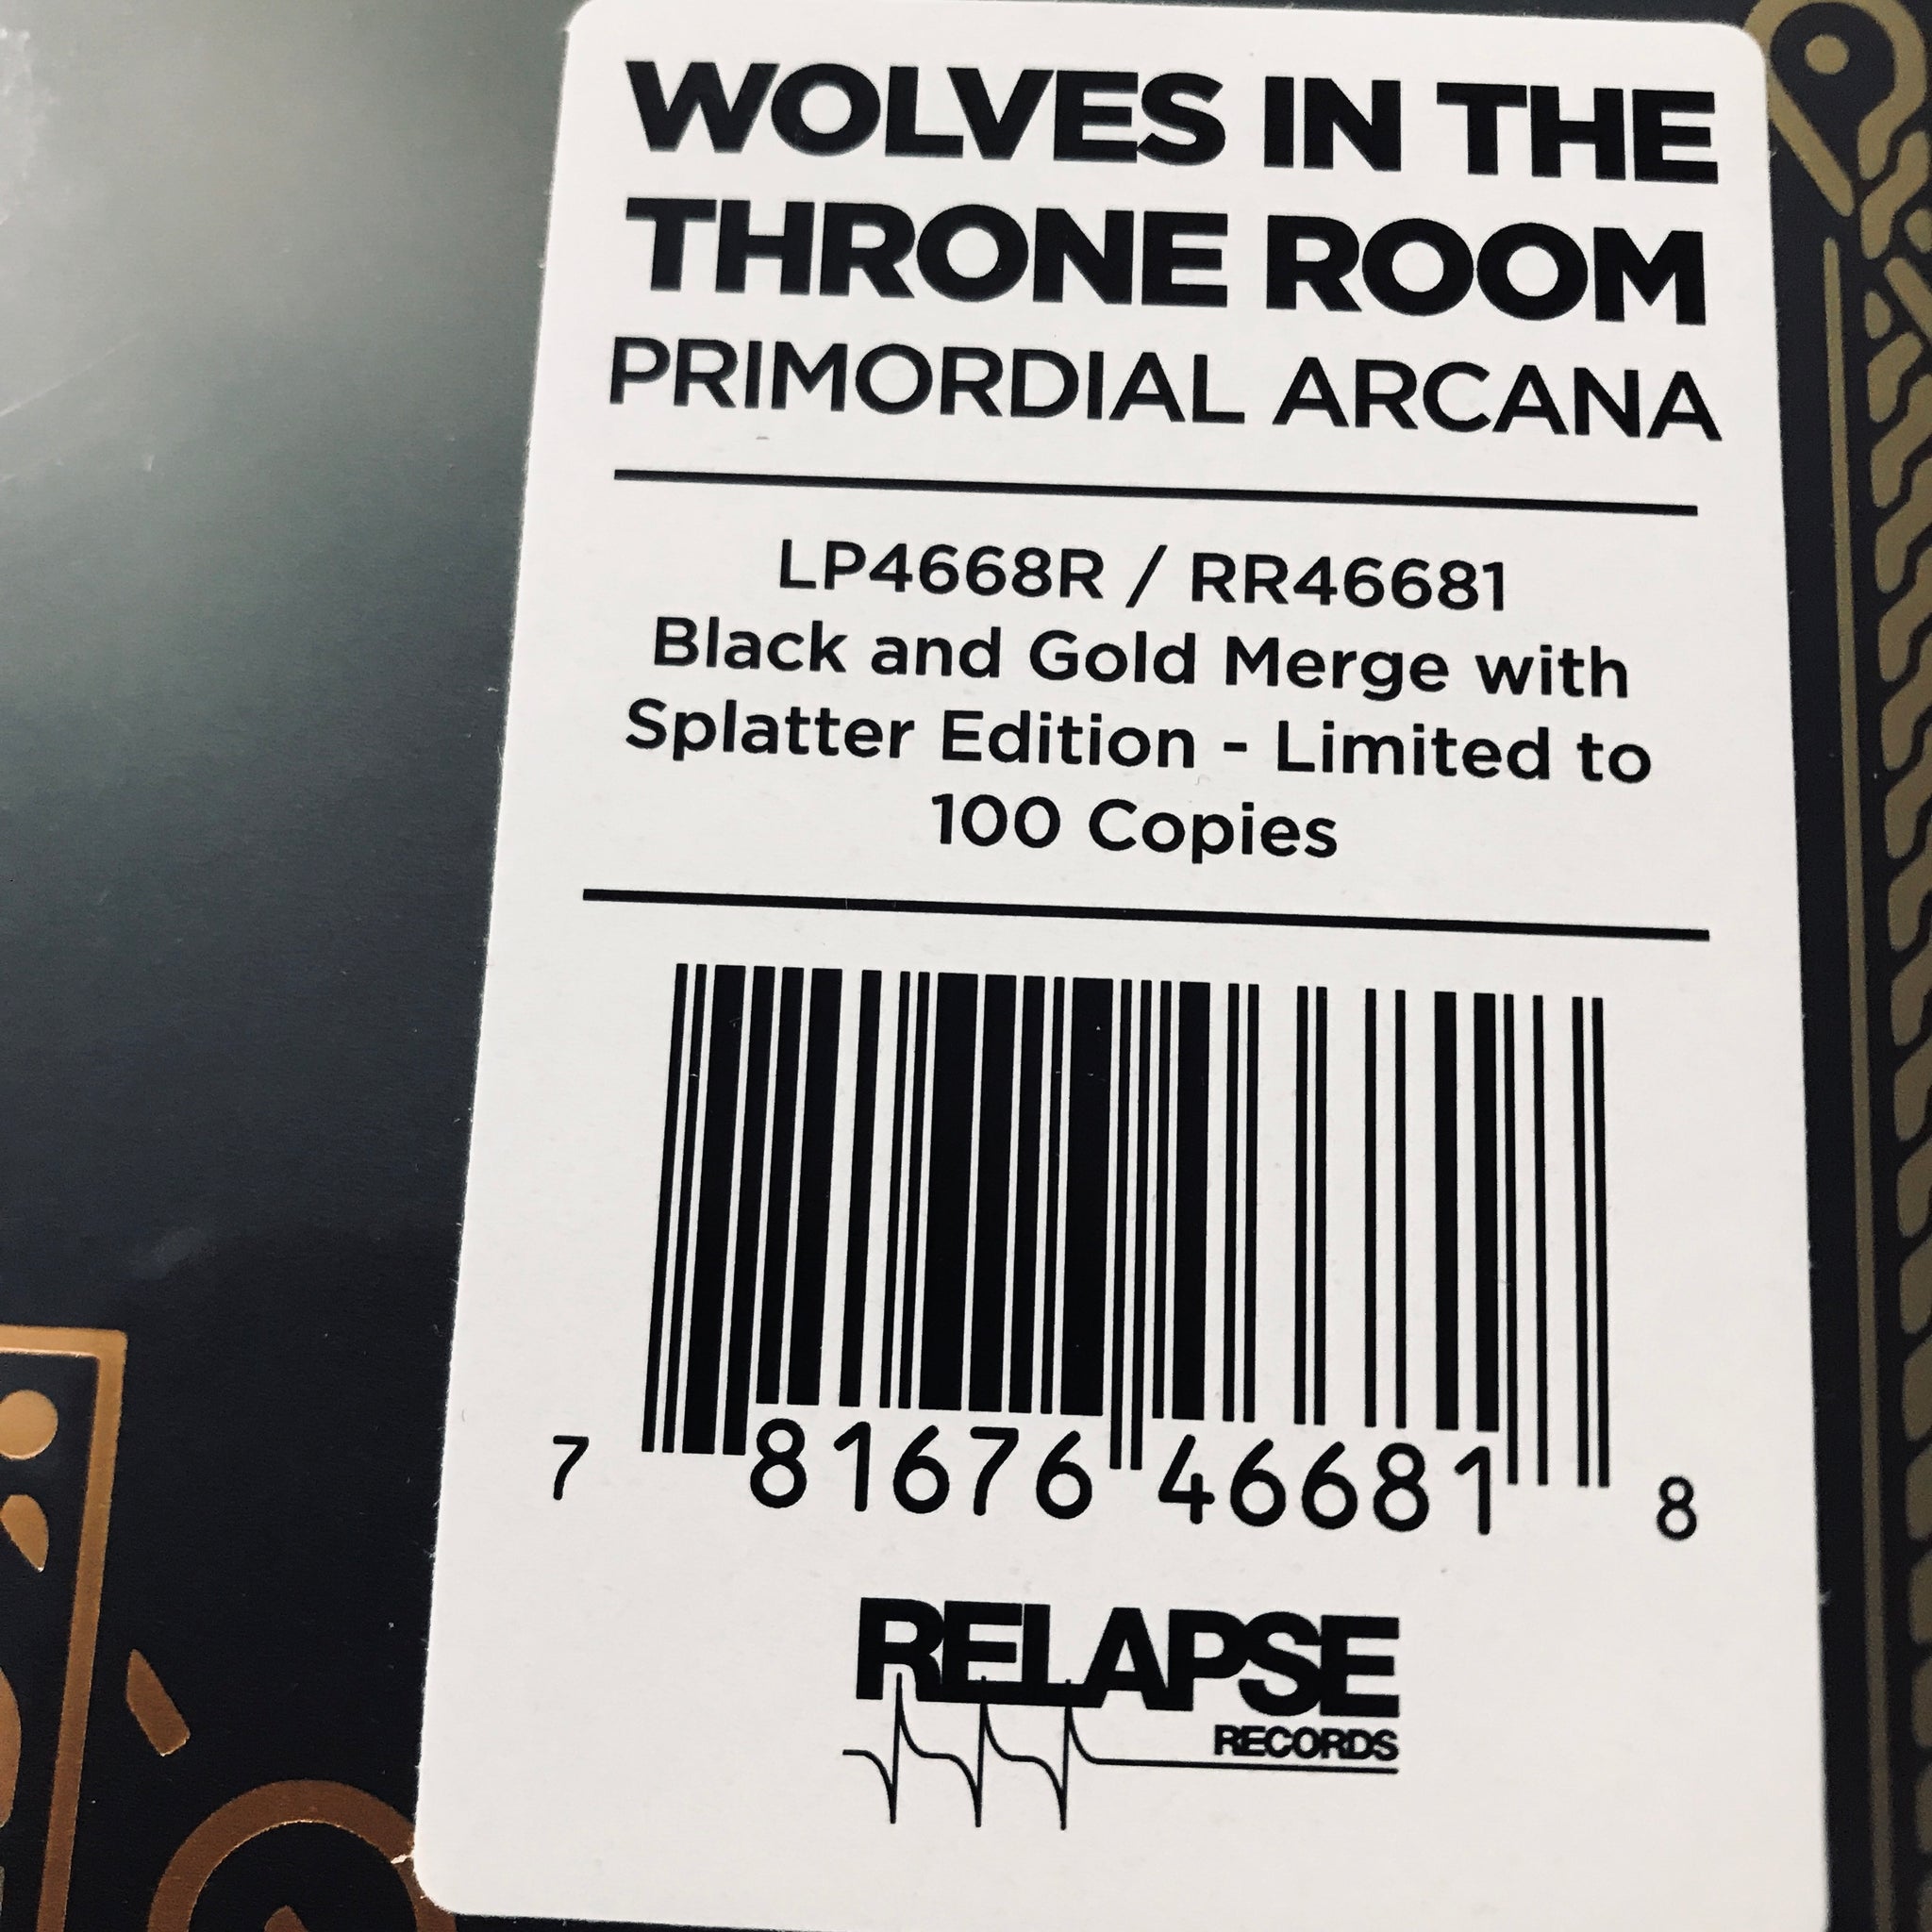 WOLVES IN THE
THRONE ROOM
PRIMORDIAL ARCANA
LP4668R / RR46681
Black and Gold Merge with
Splatter Edition - Limited to
100 Copies
7 81676 46681 8
RELAPSE
RECORDS